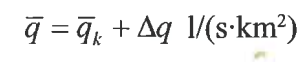 q̅ = q̅ₖ + Δq l/(s·km²)